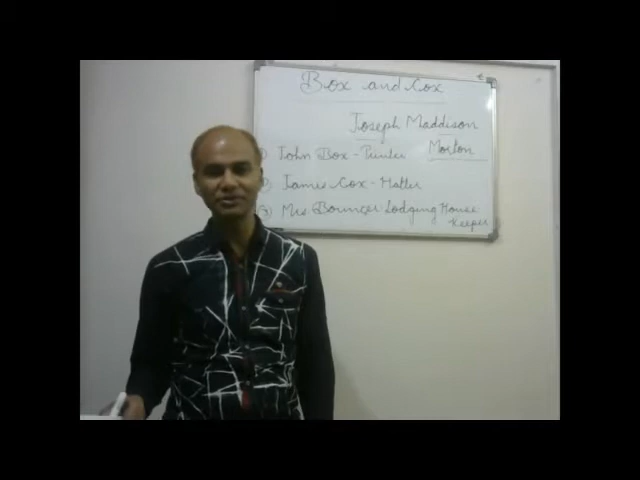 Box and Cox
Joseph Maddison
Morton
① John Box - Printer
② James Cox - Hatter
③ Mrs Bouncer Lodging House
Keeper